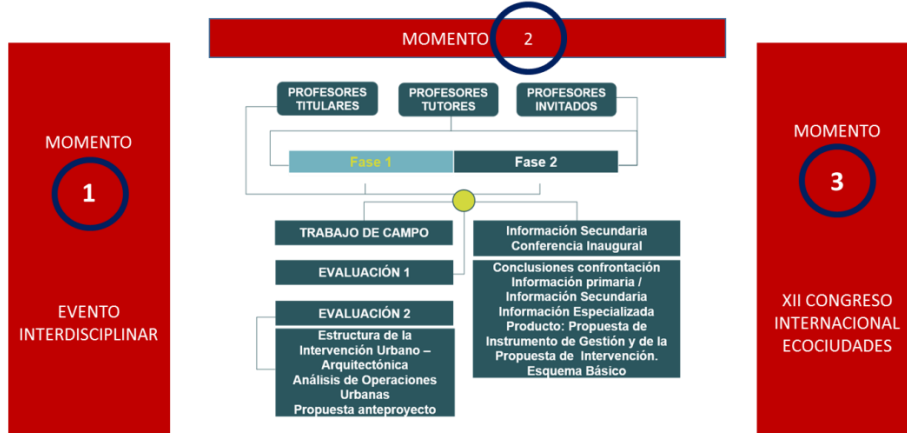 MOMENTO 2
MOMENTO
1
EVENTO
INTERDISCIPLINAR
PROFESORES
TITULARES
PROFESORES
TUTORES
PROFESORES
INVITADOS
Fase 1
Fase 2
TRABAJO DE CAMPO
EVALUACIÓN 1
EVALUACIÓN 2
Estructura de la
Intervención Urbano –
Arquitectónica
Análisis de Operaciones
Urbanas
Propuesta anteproyecto
Información Secundaria
Conferencia Inaugural
Conclusiones confrontación
Información primaria /
Información Secundaria
Información Especializada
Producto: Propuesta de
Instrumento de Gestión y de la
Propuesta de Intervención.
Esquema Básico
MOMENTO
3
XII CONGRESO
INTERNACIONAL
ECOCIUDADES